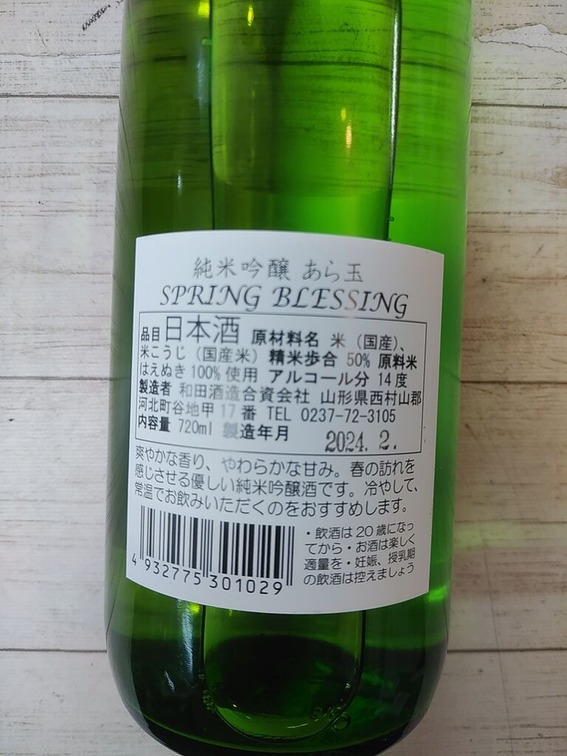 純米吟醸 あら玉
SPRING BLESSING
品目 日本酒 原材料名 米（国産）、
米こうじ（国産米）精米歩合 50% 原料米
はえぬき100%使用 アルコール分 14度
製造者 和田酒造合資会社 山形県西村山郡
河北町谷地甲17番 TEL 0237-72-3105
内容量 720ml 製造年月 2024. 2.
爽やかな香り、やわらかな甘み。春の訪れを
感じさせる優しい純米吟醸酒です。冷やして、
常温でお飲みいただくのをおすすめします。
4 932775 301029
・飲酒は20歳になっ
てから・お酒は楽しく
適量を・妊娠、授乳期
の飲酒は控えましょう